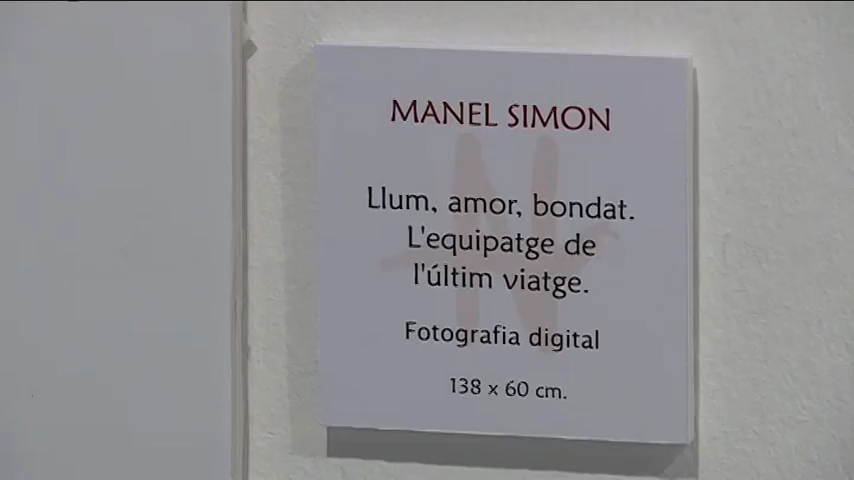 MANEL SIMON
Llum, amor, bondat.
L'equipatge de
l'últim viatge.
Fotografia digital
138 x 60 cm.